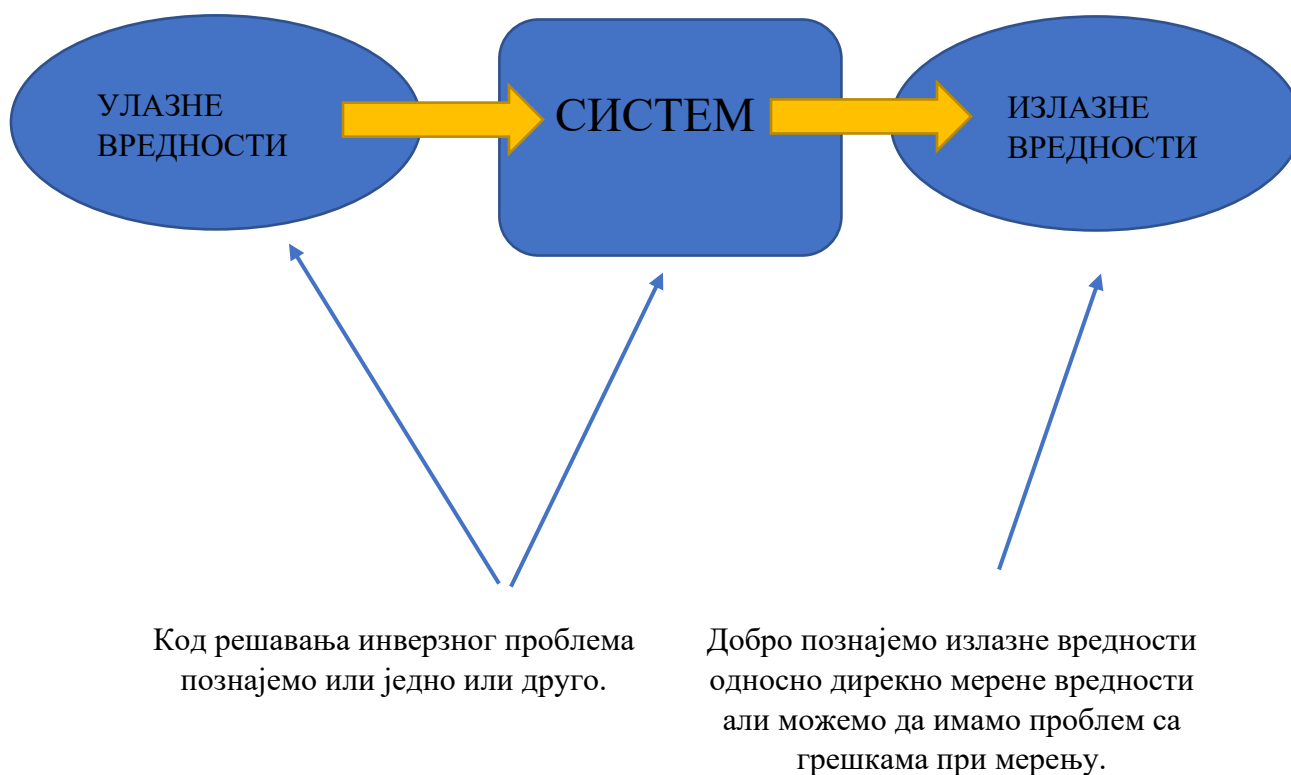 УЛАЗНЕ
ВРЕДНОСТИ
СИСТЕМ
ИЗЛАЗНЕ
ВРЕДНОСТИ
Код решавања инверзног проблема
познајемо или једно или друго.
Добро познајемо излазне вредности
односно дирекно мерене вредности
али можемо да имамо проблем са
грешкама при мерењу.